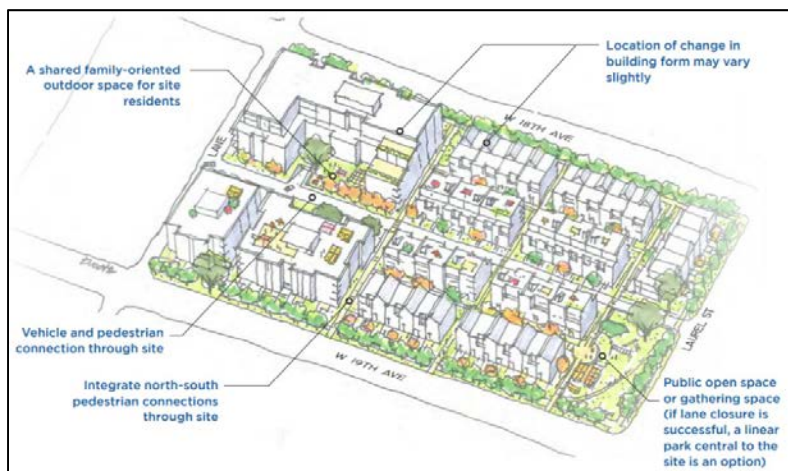 A shared family-oriented
outdoor space for site
residents
Location of change in
building form may vary
slightly
W 18TH AVE
LANE
LAUREL ST
W 19TH AVE
Vehicle and pedestrian
connection through site
Integrate north-south
pedestrian connections
through site
Public open space
or gathering space
(if lane closure is
successful, a linear
park central to the
site is an option)